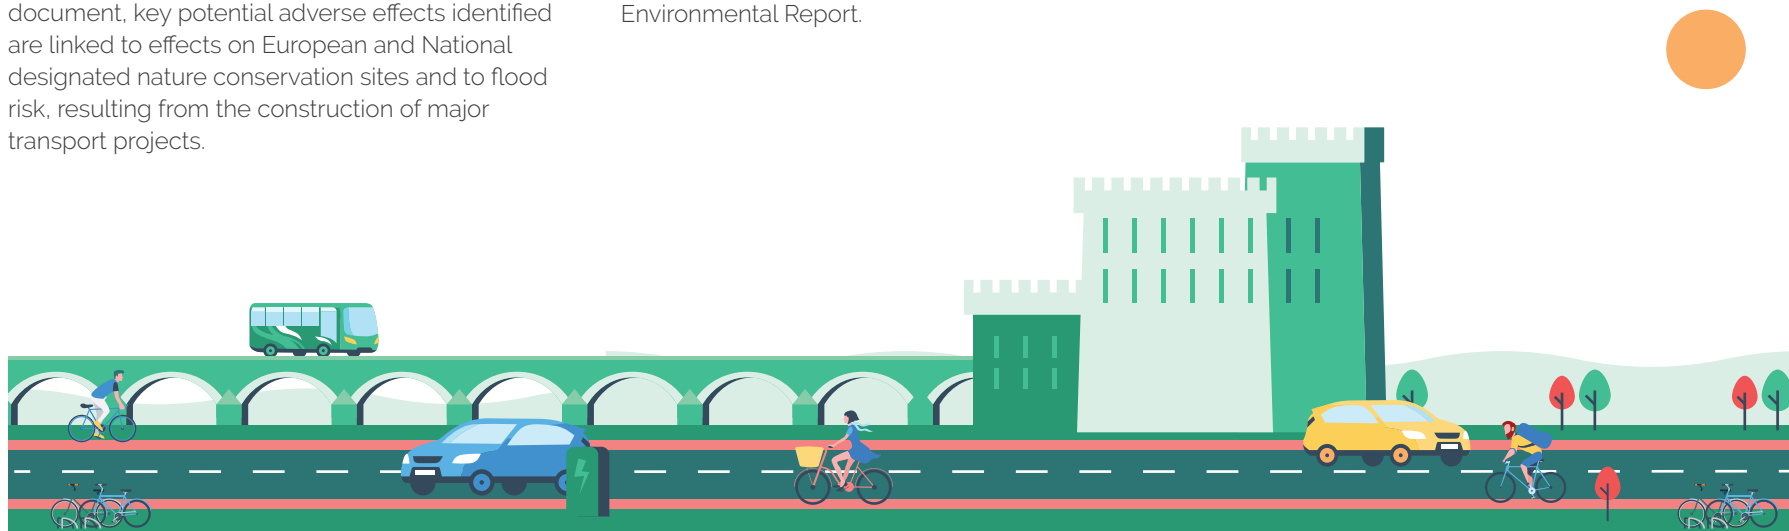 document, key potential adverse effects identified
are linked to effects on European and National
designated nature conservation sites and to flood
risk, resulting from the construction of major
transport projects.
Environmental Report.